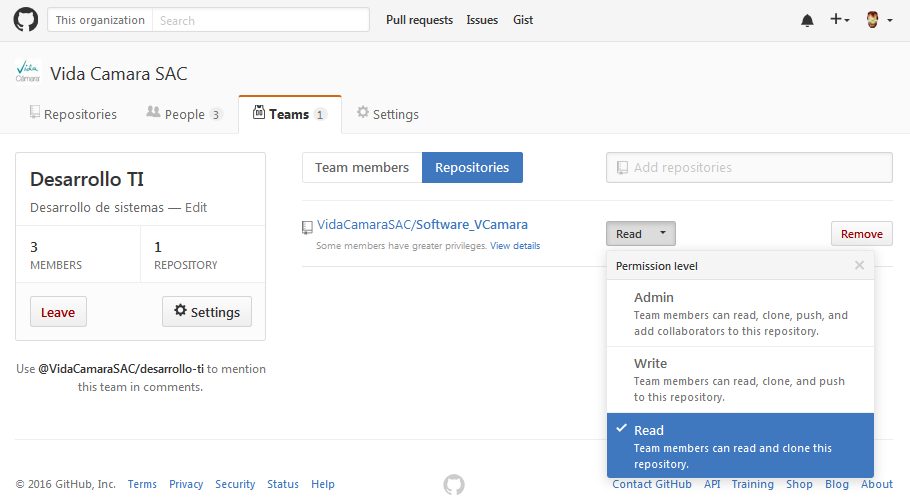 This organization Search Pull requests Issues Gist
Vida Cámara
Vida Camara SAC
Repositories People 3 Teams 1 Settings
Team members Repositories Add repositories
Desarrollo TI
Desarrollo de sistemas — Edit
3 1
MEMBERS REPOSITORY
Leave Settings
Use @VidaCamaraSAC/desarrollo-ti to mention
this team in comments.
VidaCamaraSAC/Software_VCamara Read Remove
Some members have greater privileges. View details
Permission level
Admin
Team members can read, clone, push, and
add collaborators to this repository.
Write
Team members can read, clone, and push
to this repository.
Read
Team members can read and clone this
repository.
© 2016 GitHub, Inc. Terms Privacy Security Status Help Contact GitHub API Training Shop Blog About